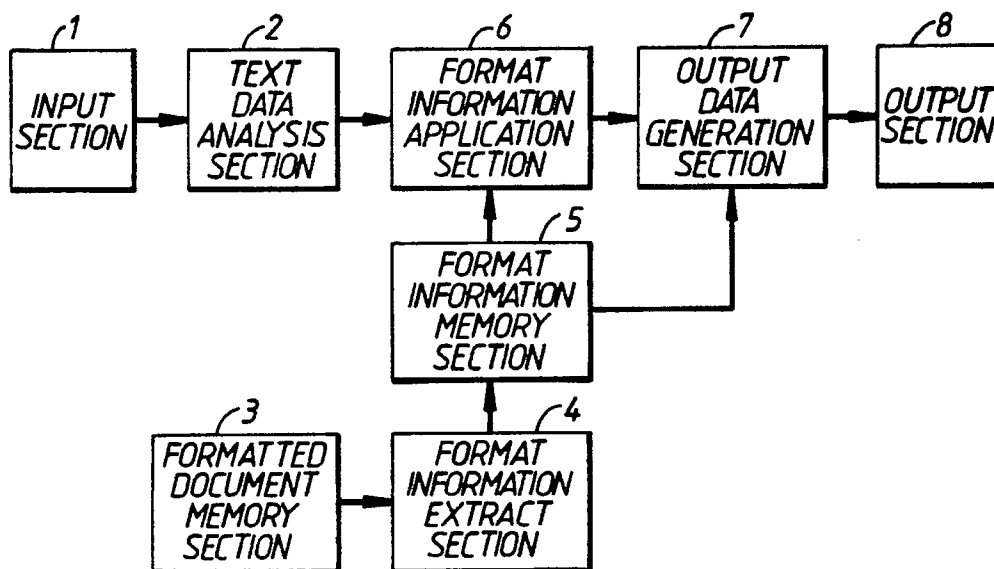 1
INPUT
SECTION
2
TEXT
DATA
ANALYSIS
SECTION
6
FORMAT
INFORMATION
APPLICATION
SECTION
7
OUTPUT
DATA
GENERATION
SECTION
8
OUTPUT
SECTION
5
FORMAT
INFORMATION
MEMORY
SECTION
3
FORMATTED
DOCUMENT
MEMORY
SECTION
4
FORMAT
INFORMATION
EXTRACT
SECTION